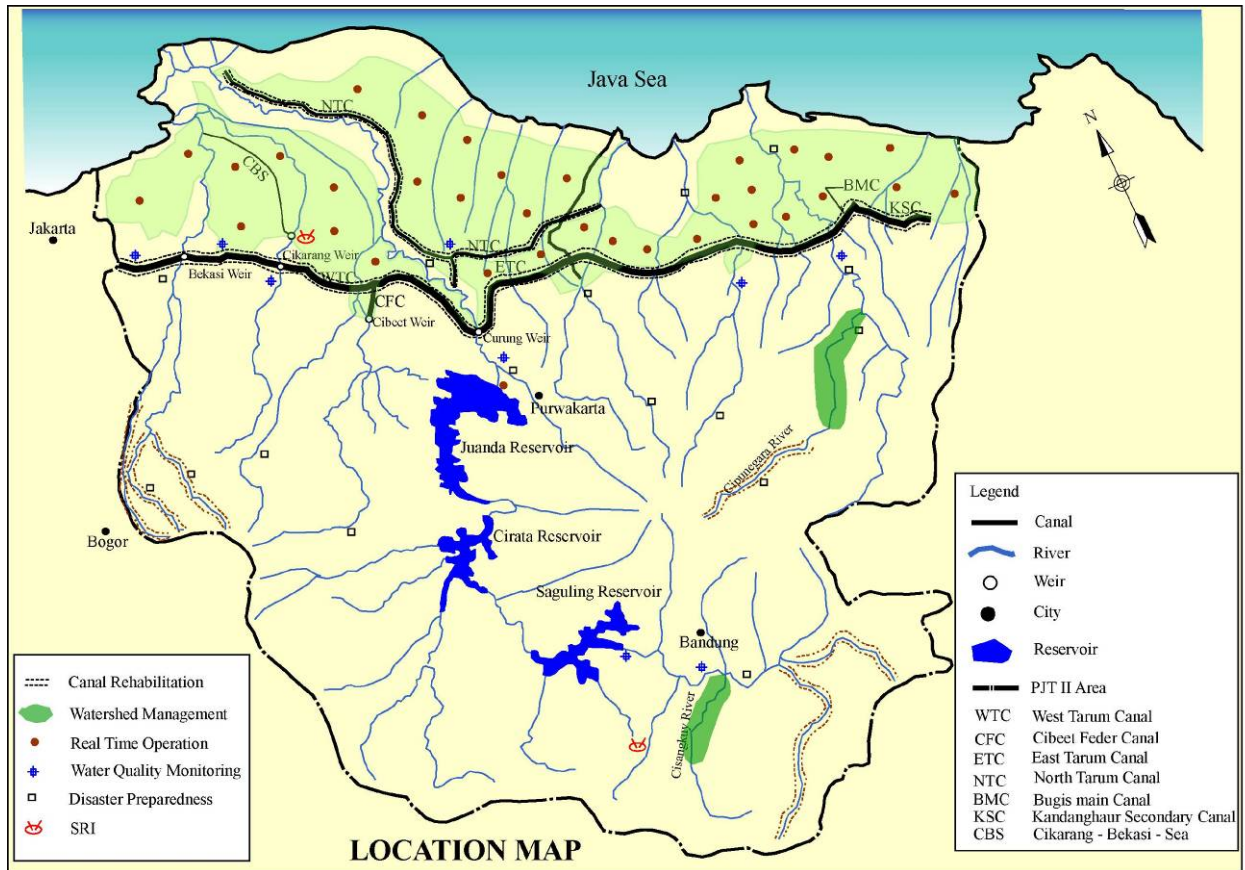 Java Sea
N
NTC
CBS
BMC
KSC
Jakarta
NTC
Cikarang Weir
ETC
Bekasi Weir
WTC
CFC
Cibeet Weir
Curung Weir
Purwakarta
Juanda Reservoir
Cipunegara River
Bogor
Cirata Reservoir
Saguling Reservoir
Bandung
Cisangkuy River
Legend
Canal
River
Weir
City
Reservoir
PJT II Area
WTC West Tarum Canal
CFC Cibeet Feder Canal
ETC East Tarum Canal
NTC North Tarum Canal
BMC Bugis main Canal
KSC Kandanghaur Secondary Canal
CBS Cikarang - Bekasi - Sea
Canal Rehabilitation
Watershed Management
Real Time Operation
Water Quality Monitoring
Disaster Preparedness
SRI
LOCATION MAP